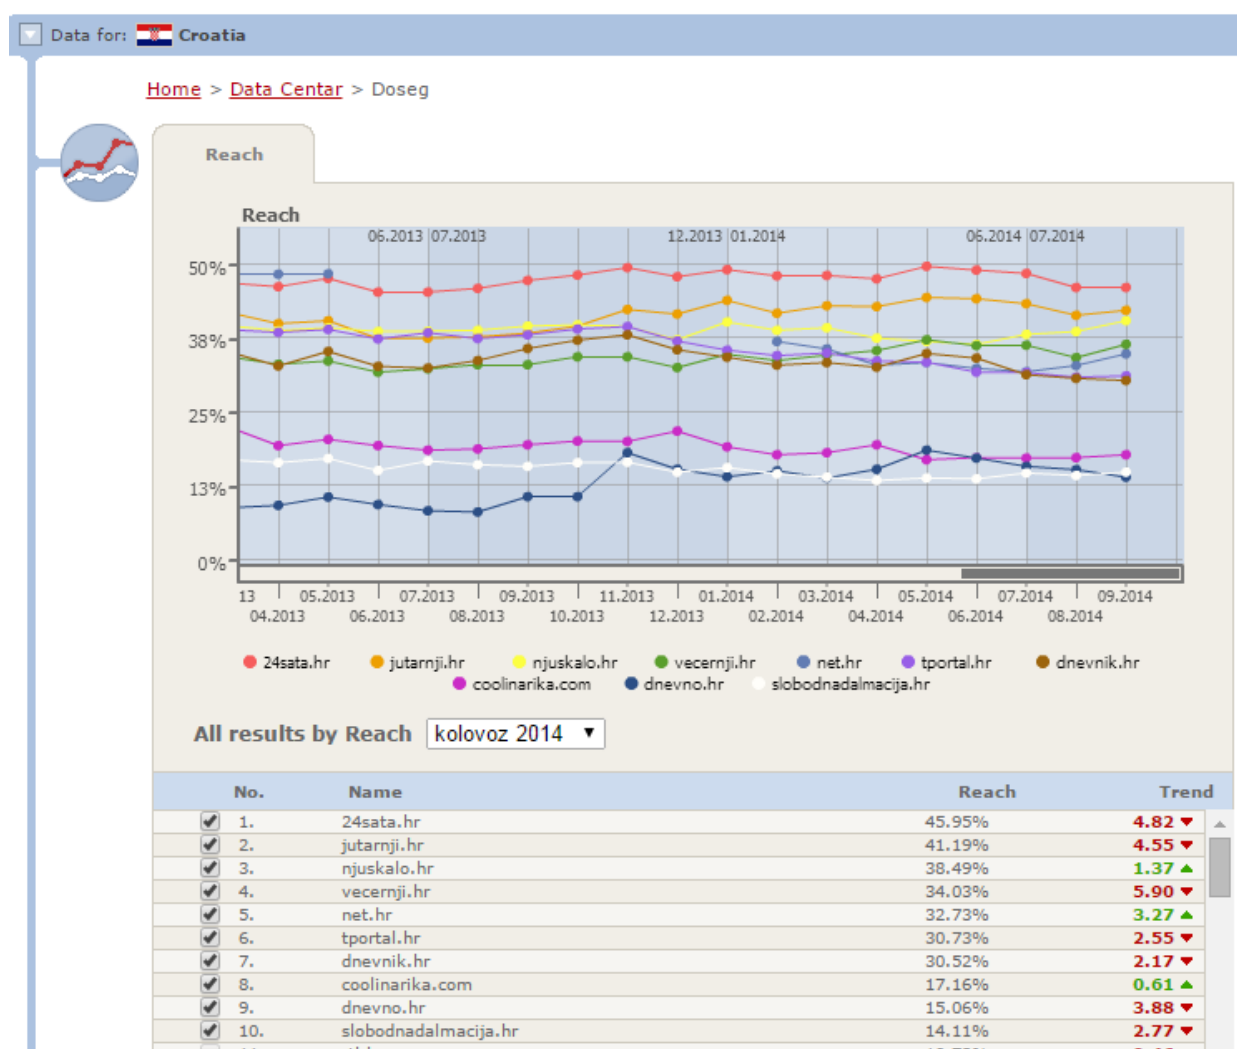 Data for: Croatia
Home > Data Centar > Doseg
Reach
Reach
06.2013 07.2013 12.2013 01.2014 06.2014 07.2014
50%
38%
25%
13%
0%
13 05.2013 07.2013 09.2013 11.2013 01.2014 03.2014 05.2014 07.2014 09.2014
04.2013 06.2013 08.2013 10.2013 12.2013 02.2014 04.2014 06.2014 08.2014
24sata.hr jutarnji.hr njuskalo.hr vecernji.hr net.hr tportal.hr dnevnik.hr
coolinarika.com dnevno.hr slobodnadalmacija.hr
All results by Reach kolovoz 2014
No. Name Reach Trend
1. 24sata.hr 45.95% 4.82
2. jutarnji.hr 41.19% 4.55
3. njuskalo.hr 38.49% 1.37
4. vecernji.hr 34.03% 5.90
5. net.hr 32.73% 3.27
6. tportal.hr 30.73% 2.55
7. dnevnik.hr 30.52% 2.17
8. coolinarika.com 17.16% 0.61
9. dnevno.hr 15.06% 3.88
10. slobodnadalmacija.hr 14.11% 2.77